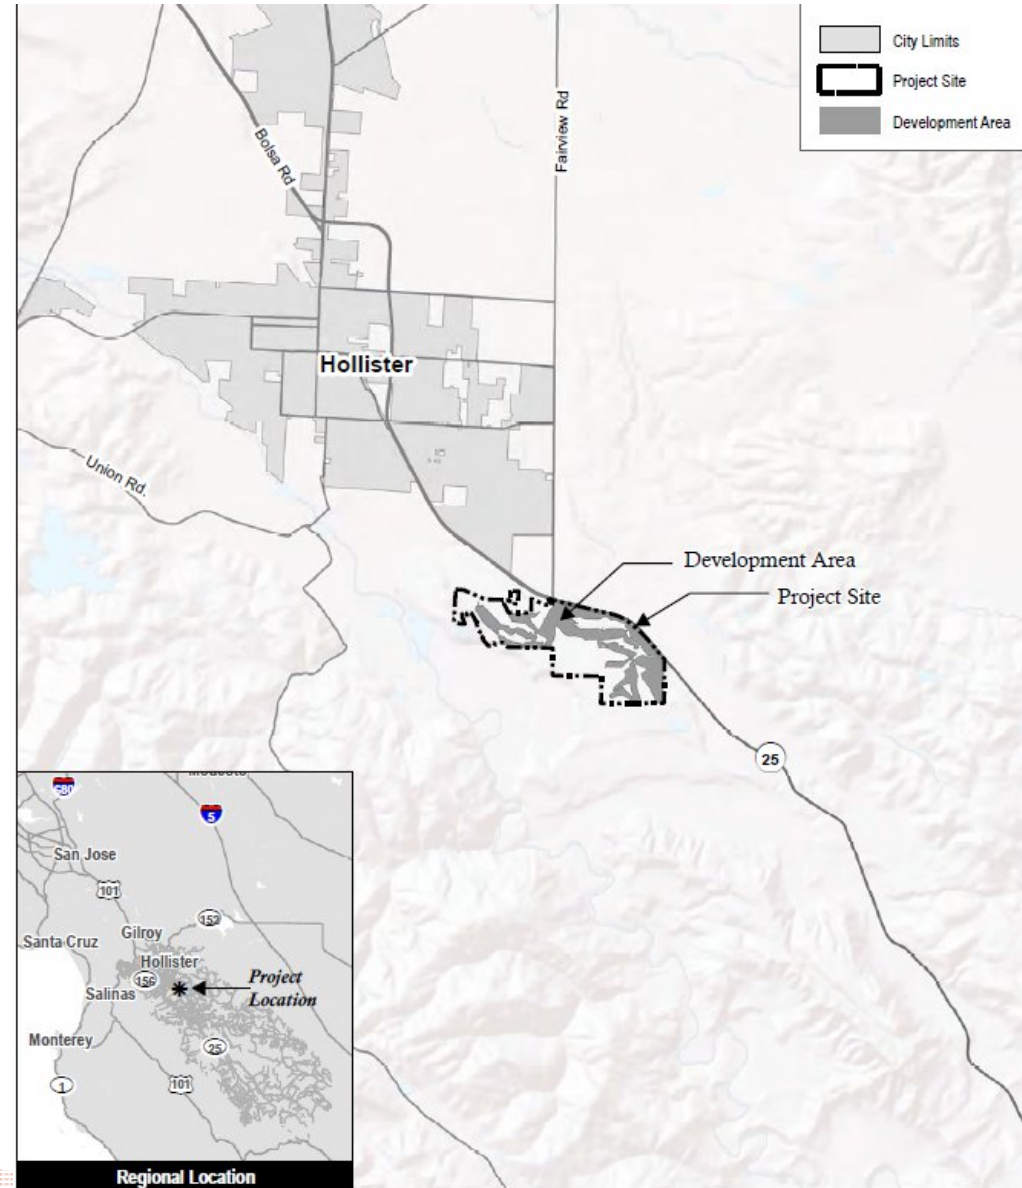 City Limits
Project Site
Development Area
Fairview Rd
Bolsa Rd
Hollister
Union Rd.
Development Area
Project Site
25
680
5
San Jose
101
152
Santa Cruz
Gilroy
Hollister
156
Project
Location
Salinas
Monterey
25
1
101
Regional Location